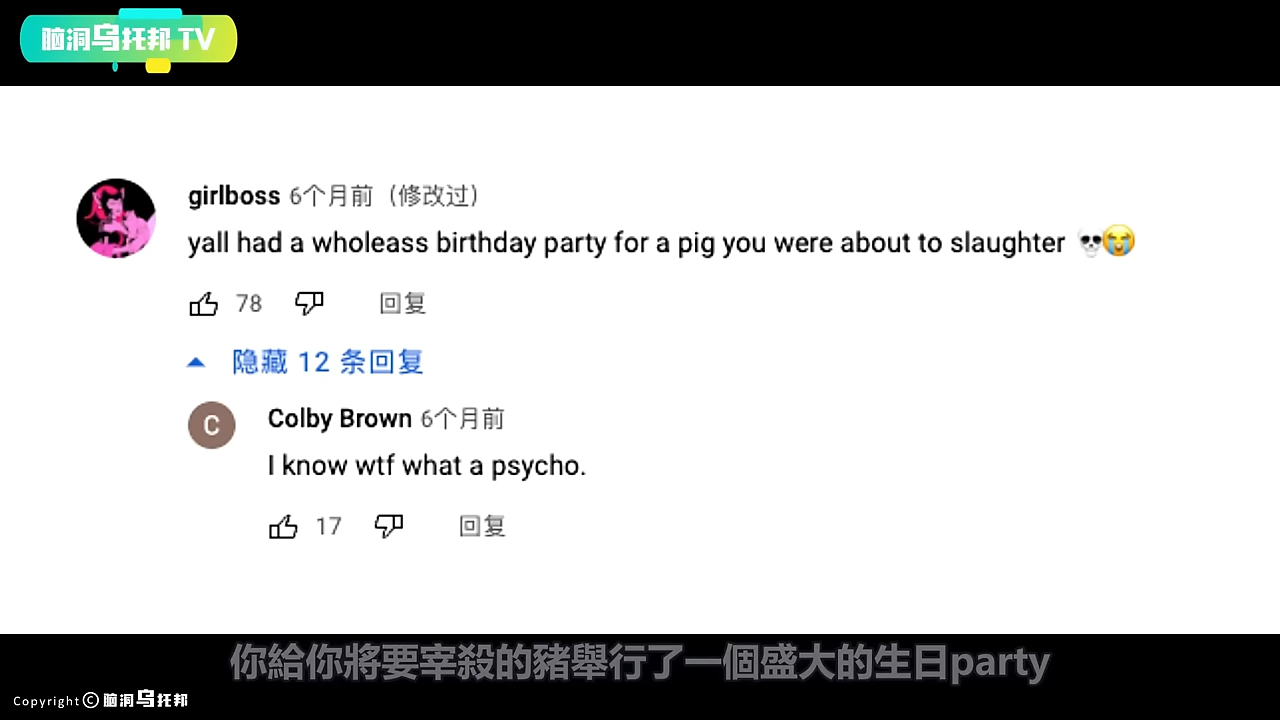 脑洞乌托邦 TV
girlboss 6个月前（修改过）
yall had a wholeass birthday party for a pig you were about to slaughter 💀😭
78 回复
隐藏 12 条回复
C
Colby Brown 6个月前
I know wtf what a psycho.
17 回复
你給你將要宰殺的豬舉行了一個盛大的生日party
Copyright © 脑洞乌托邦